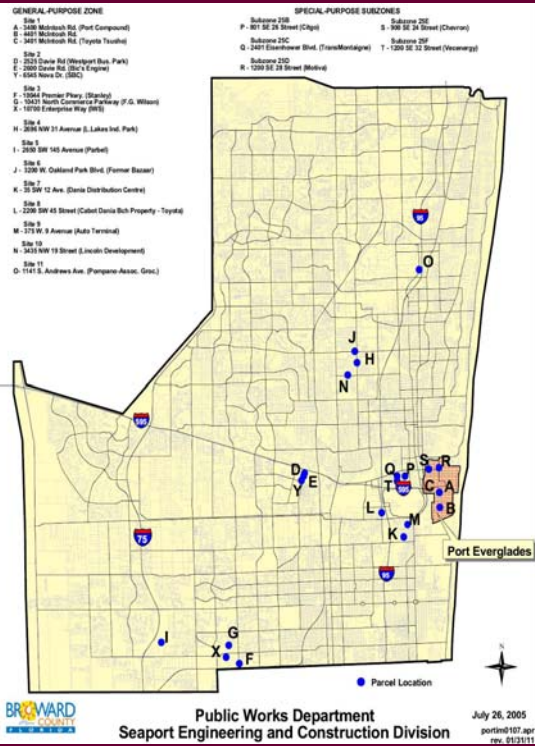 GENERAL-PURPOSE ZONE
Site 1
A - 3400 McIntosh Rd. (Port Compound)
B - 4401 McIntosh Rd.
C - 3401 McIntosh Rd. (Toyota Tsusho)
Site 2
D - 2525 Davie Rd (Westport Bus. Park)
E - 2600 Davie Rd. (Bic's Engine)
Y - 6545 Nova Dr. (SBC)
Site 3
F - 10044 Premier Pkwy. (Stanley)
G - 10431 North Commerce Parkway (F.G. Wilson)
X - 10700 Enterprise Way (IWS)
Site 4
H - 2696 NW 31 Avenue (L.Lakes Ind. Park)
Site 5
I - 2650 SW 145 Avenue (Parbel)
Site 6
J - 3200 W. Oakland Park Blvd. (Former Bazaar)
Site 7
K - 35 SW 12 Ave. (Dania Distribution Centre)
Site 8
L - 2200 SW 45 Street (Cabot Dania Bch Property - Toyota)
Site 9
M - 375 W. 9 Avenue (Auto Terminal)
Site 10
N - 3435 NW 19 Street (Lincoln Development)
Site 11
O- 1141 S. Andrews Ave. (Pompano-Assoc. Groc.)
SPECIAL-PURPOSE SUBZONES
Subzone 25B
P - 801 SE 28 Street (Citgo)
Subzone 25C
Q - 2401 Eisenhower Blvd. (TransMontaigne)
Subzone 25D
R - 1200 SE 28 Street (Motiva)
Subzone 25E
S - 900 SE 24 Street (Chevron)
Subzone 25F
T - 1200 SE 32 Street (Vecenergy)
95
O
J
H
N
595
D
E
Y
Q
P
S
R
T
595
C
A
B
L
M
K
75
Port Everglades
95
I
G
X
F
N
Parcel Location
BROWARD
COUNTY
FLORIDA
Public Works Department
Seaport Engineering and Construction Division
July 26, 2005
portim0107.apr
rev. 01/31/11